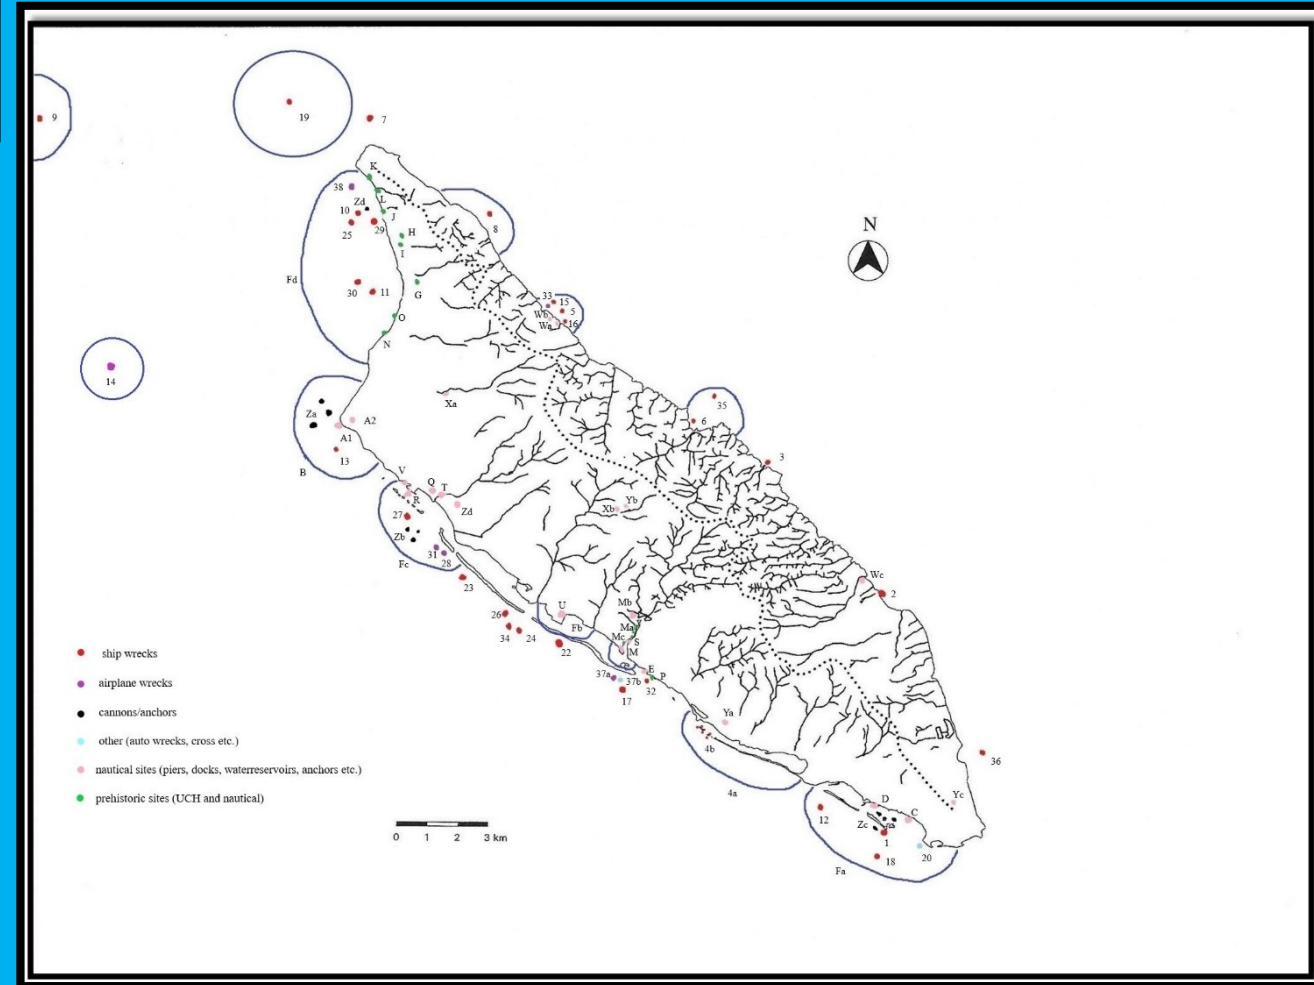 19
7
9
K
38
L
Zd
10
J
8
29
25
H
I
N
Fd
G
30
11
33
15
Wb
5
Wa
16
O
N
14
Xa
35
Za
A2
6
A1
13
3
B
V
Q
T
R
Zd
Yb
Xb
27
Zb
31
28
Fc
23
Wc
2
26
U
Mb
Fb
Ma
34
24
Mc
S
22
M
E
37a
37b
P
32
17
ship wrecks
airplane wrecks
cannons/anchors
other (auto wrecks, cross etc.)
nautical sites (piers, docks, waterreservoirs, anchors etc.)
prehistoric sites (UCH and nautical)
Ya
4b
36
4a
Yc
D
12
C
Zc
1
18
20
Fa
0 1 2 3 km